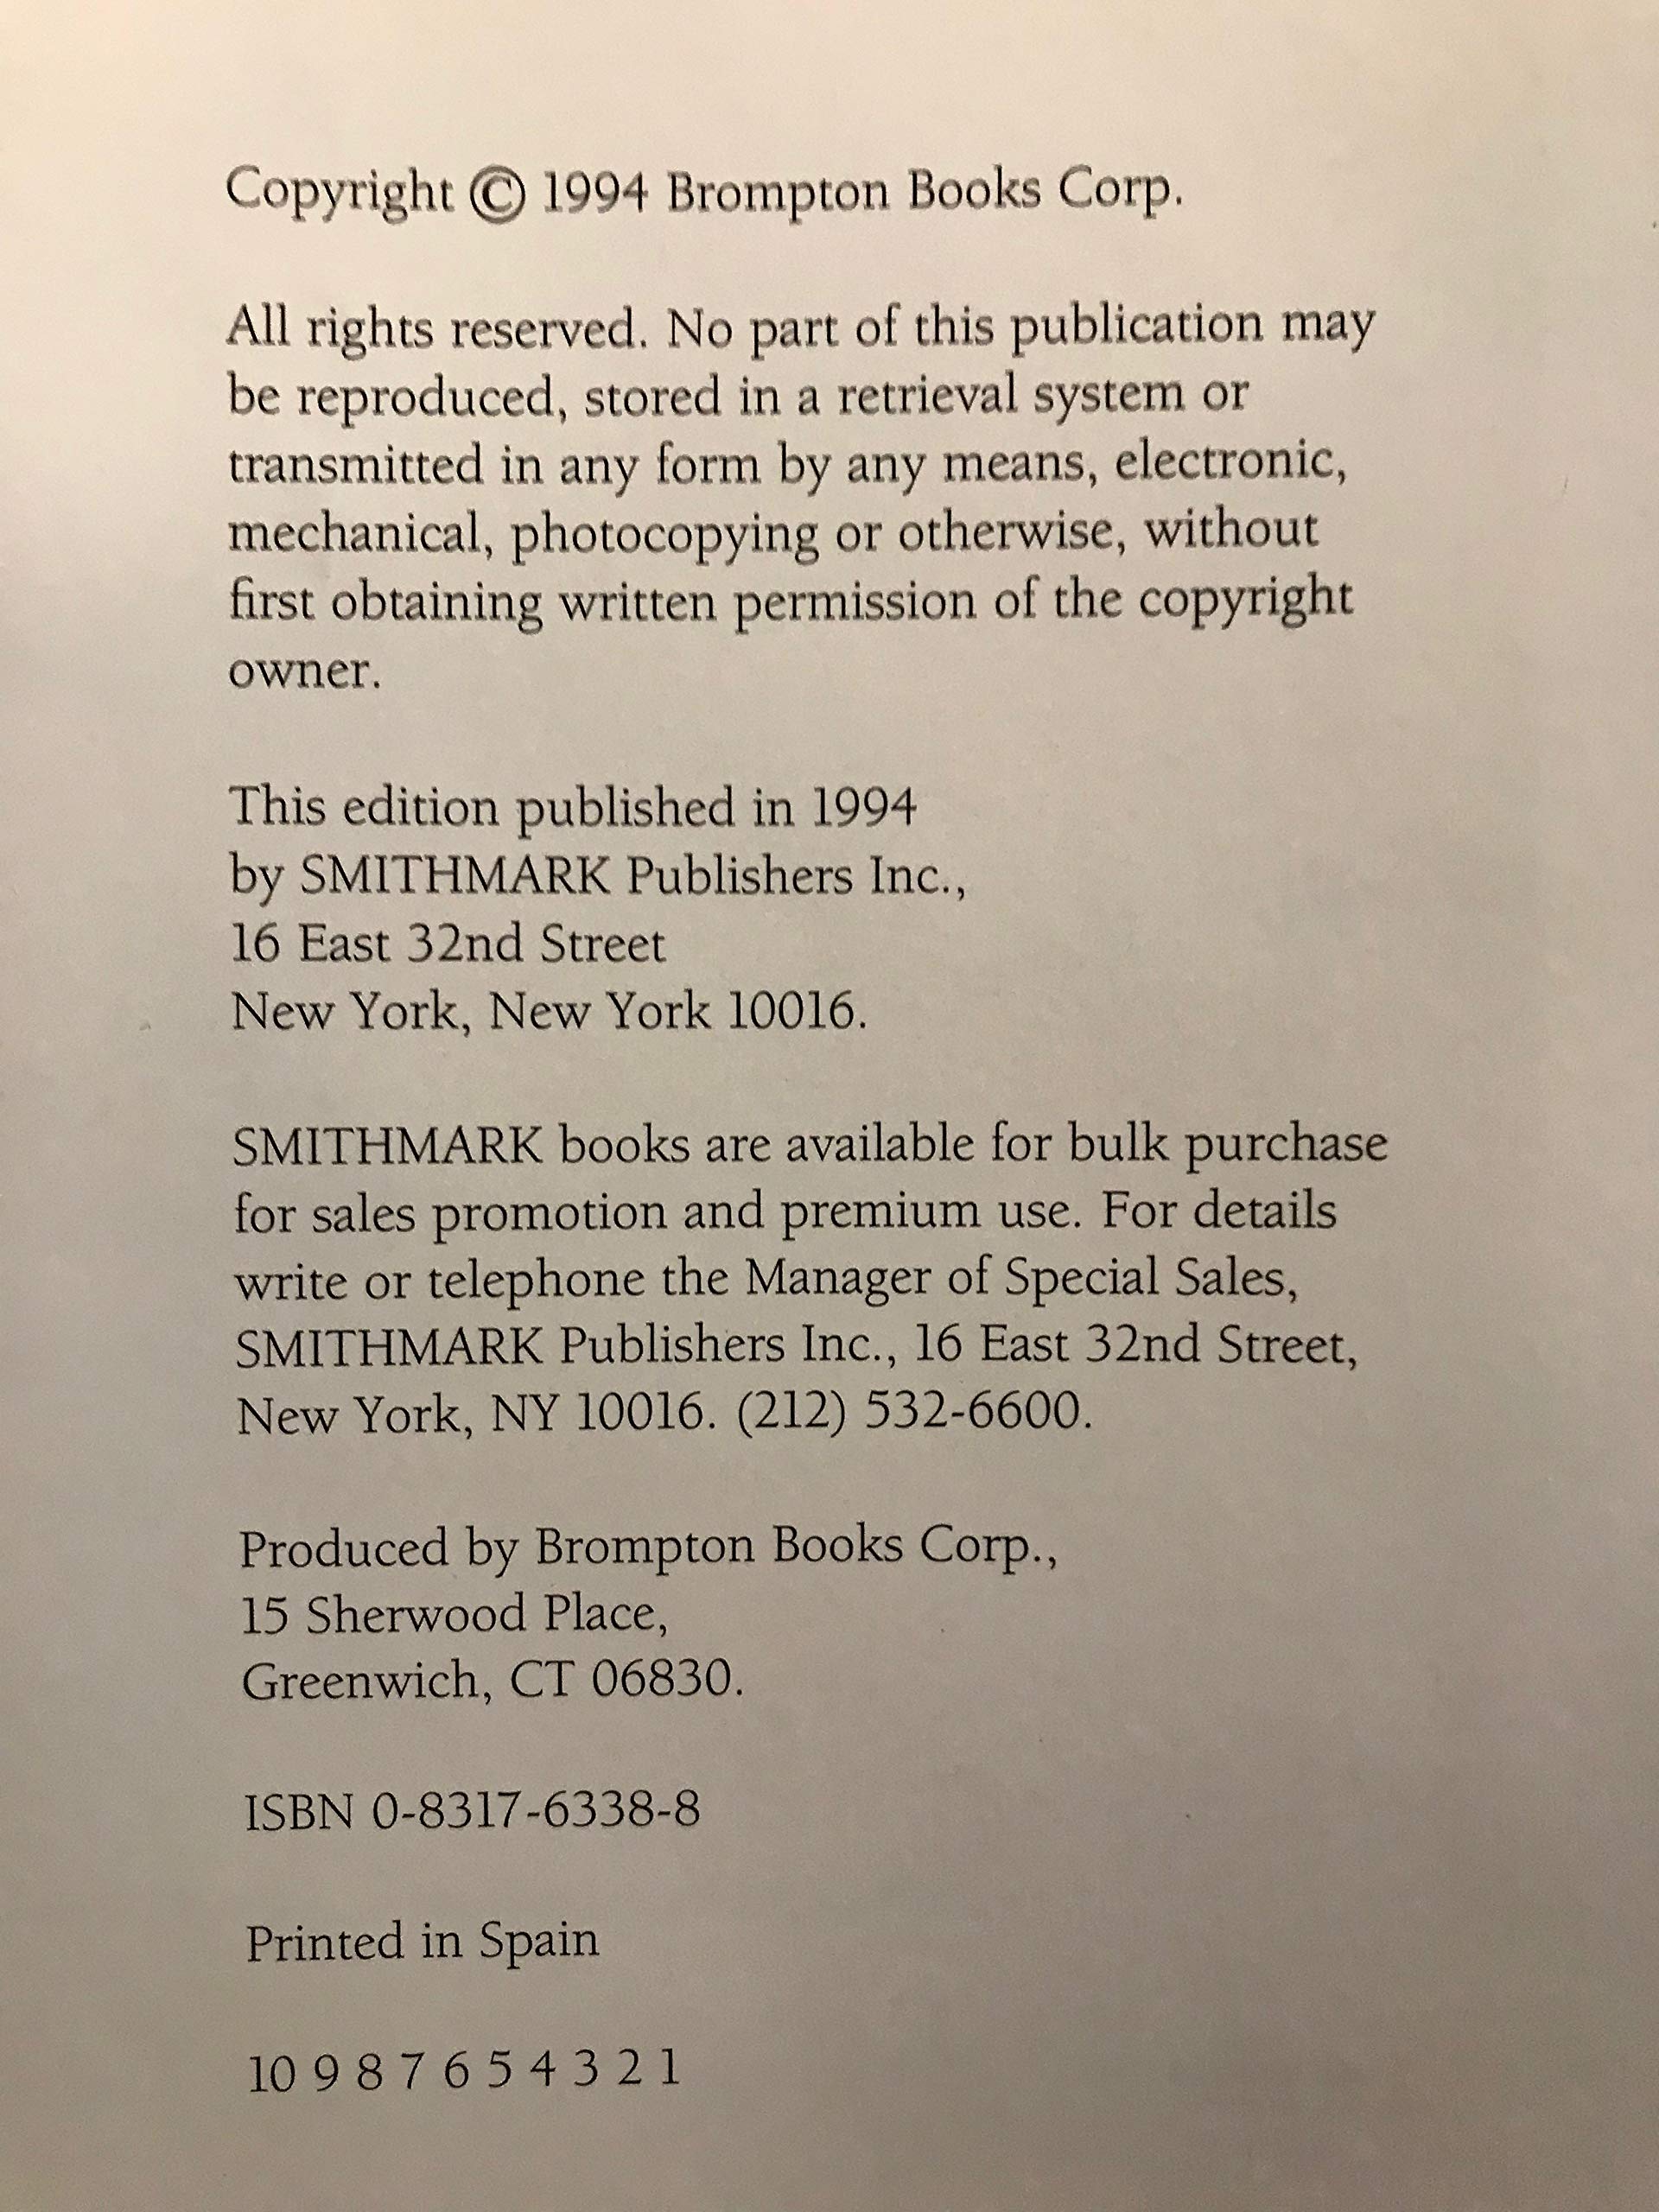 Copyright © 1994 Brompton Books Corp.
All rights reserved. No part of this publication may
be reproduced, stored in a retrieval system or
transmitted in any form by any means, electronic,
mechanical, photocopying or otherwise, without
first obtaining written permission of the copyright
owner.
This edition published in 1994
by SMITHMARK Publishers Inc.,
16 East 32nd Street
New York, New York 10016.
SMITHMARK books are available for bulk purchase
for sales promotion and premium use. For details
write or telephone the Manager of Special Sales,
SMITHMARK Publishers Inc., 16 East 32nd Street,
New York, NY 10016. (212) 532-6600.
Produced by Brompton Books Corp.,
15 Sherwood Place,
Greenwich, CT 06830.
ISBN 0-8317-6338-8
Printed in Spain
10 9 8 7 6 5 4 3 2 1